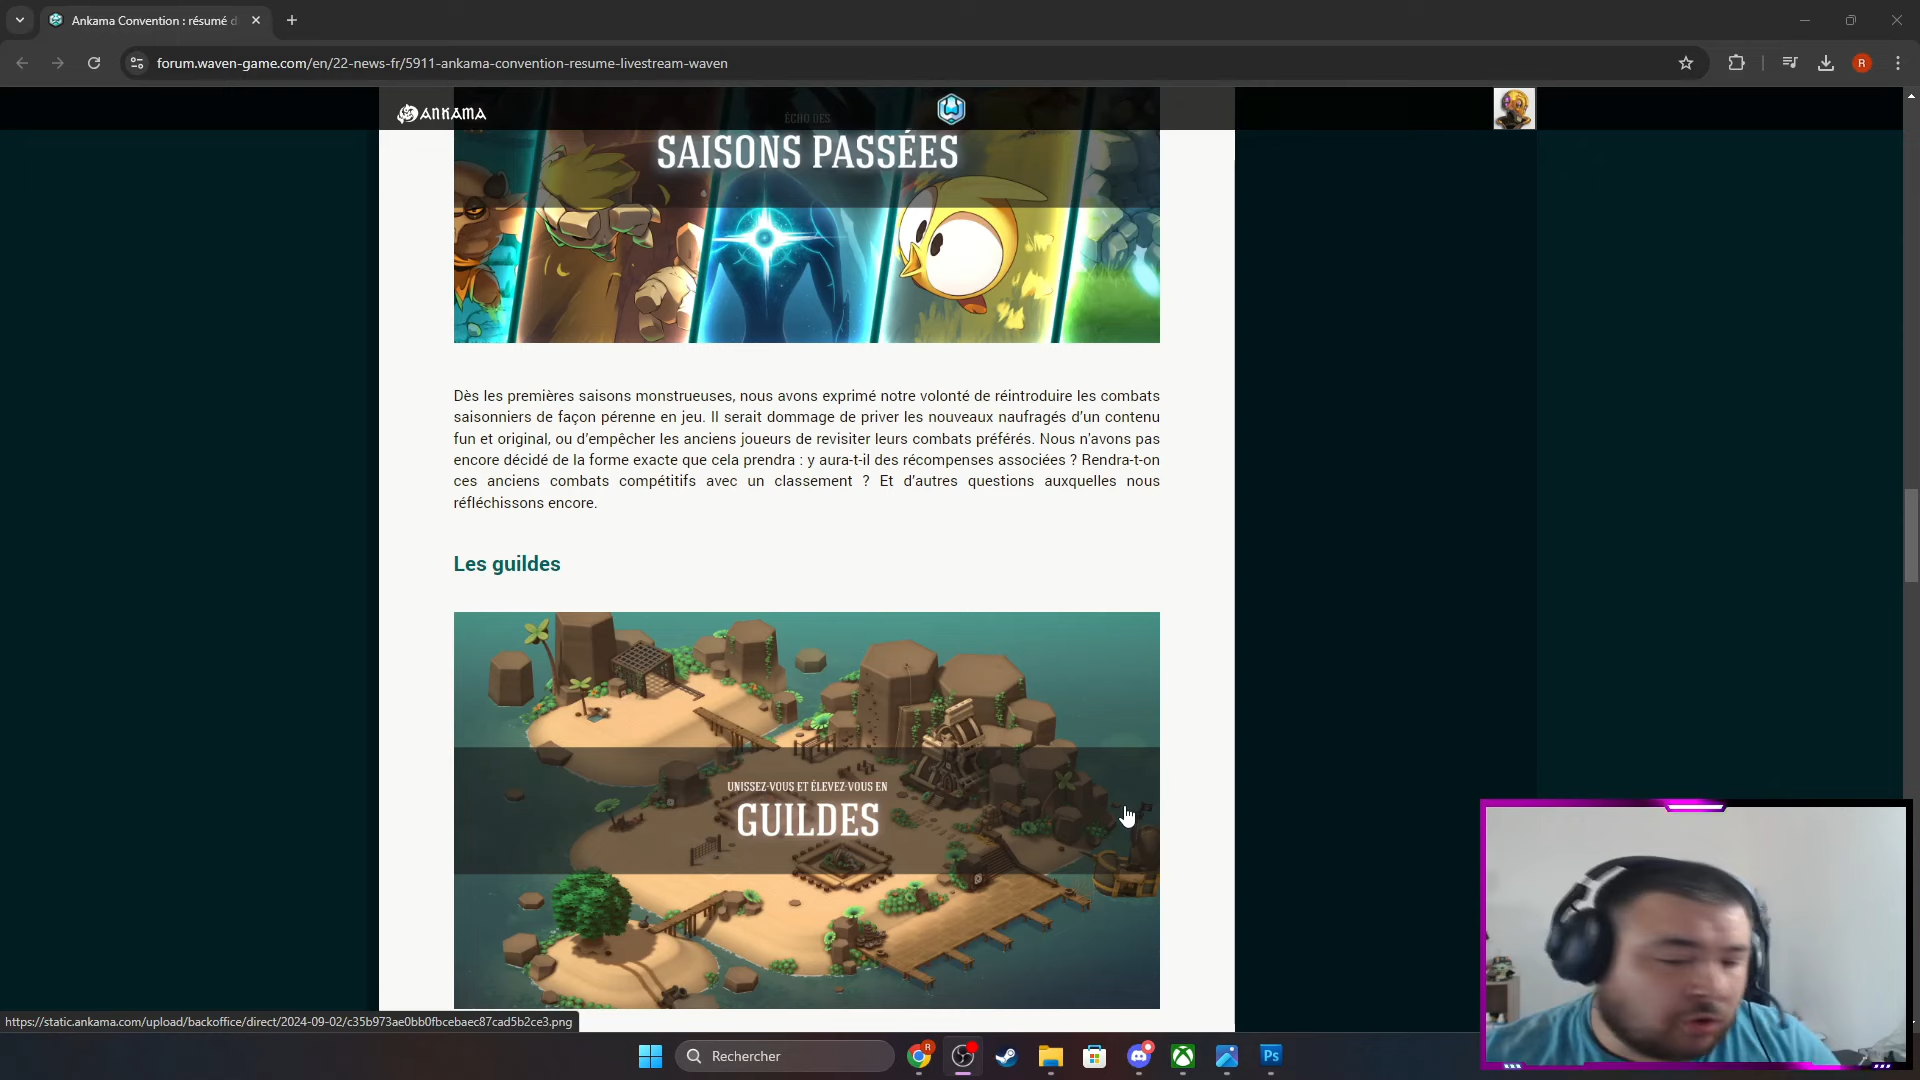 Ankama Convention : résumé d
forum.waven-game.com/en/22-news-fr/5911-ankama-convention-resume-livestream-waven
R
ANKAMA
ÉCHO DES
SAISONS PASSÉES
Dès les premières saisons monstrueuses, nous avons exprimé notre volonté de réintroduire les combats
saisonniers de façon pérenne en jeu. Il serait dommage de priver les nouveaux naufragés d'un contenu
fun et original, ou d'empêcher les anciens joueurs de revisiter leurs combats préférés. Nous n'avons pas
encore décidé de la forme exacte que cela prendra : y aura-t-il des récompenses associées ? Rendra-t-on
ces anciens combats compétitifs avec un classement ? Et d'autres questions auxquelles nous
réfléchissons encore.
Les guildes
UNISSEZ-VOUS ET ÉLEVEZ-VOUS EN
GUILDES
https://static.ankama.com/upload/backoffice/direct/2024-09-02/c35b973ae0bb0fbcebaec87cad5b2ce3.png
Rechercher
R
Ps